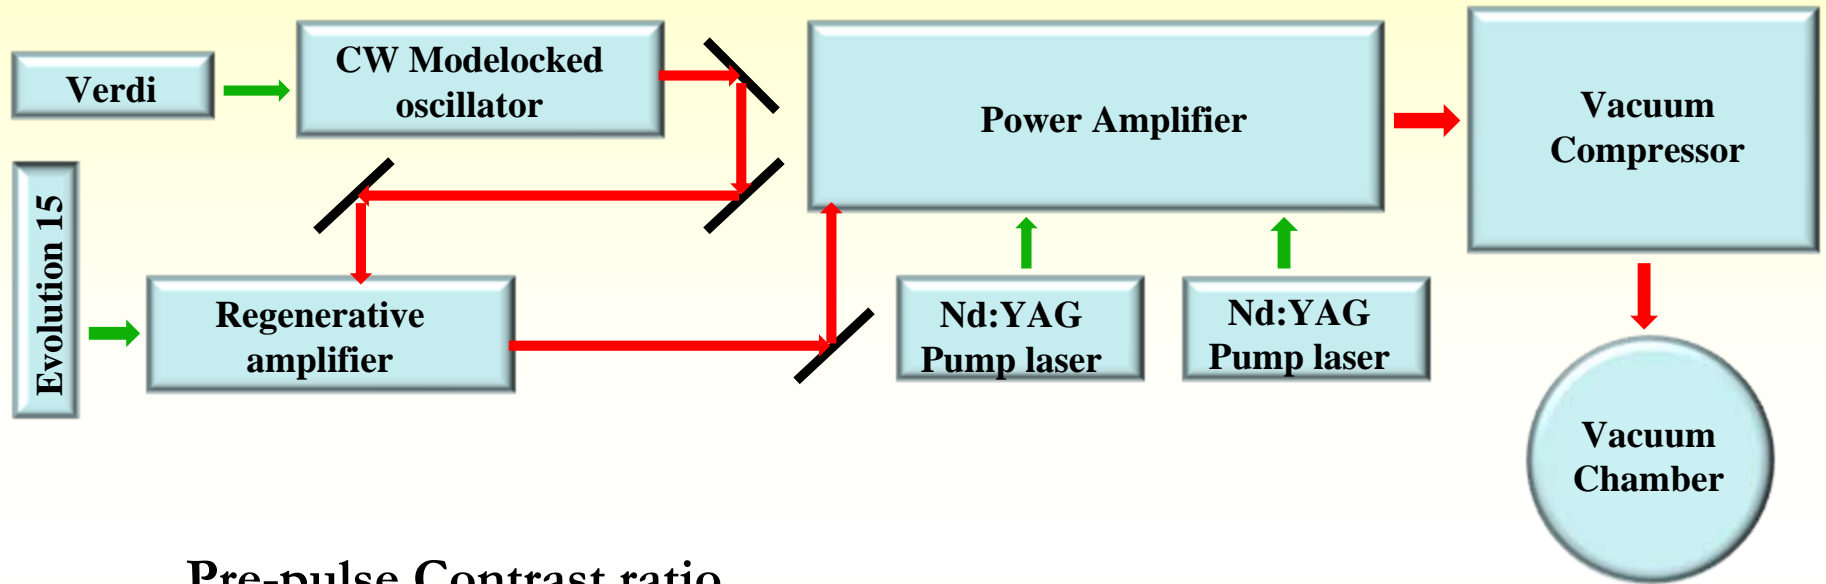 Verdi
CW Modelocked
oscillator
Power Amplifier
Vacuum
Compressor
Evolution 15
Regenerative
amplifier
Nd:YAG
Pump laser
Nd:YAG
Pump laser
Vacuum
Chamber
Pre-pulse Contrast ratio